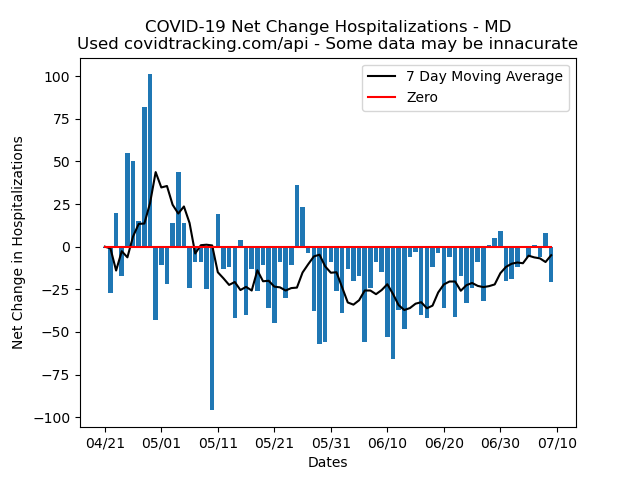 COVID-19 Net Change Hospitalizations - MD
Used covidtracking.com/api - Some data may be innacurate
7 Day Moving Average
Zero
Net Change in Hospitalizations
100
75
50
25
0
−25
−50
−75
−100
04/21 05/01 05/11 05/21 05/31 06/10 06/20 06/30 07/10
Dates